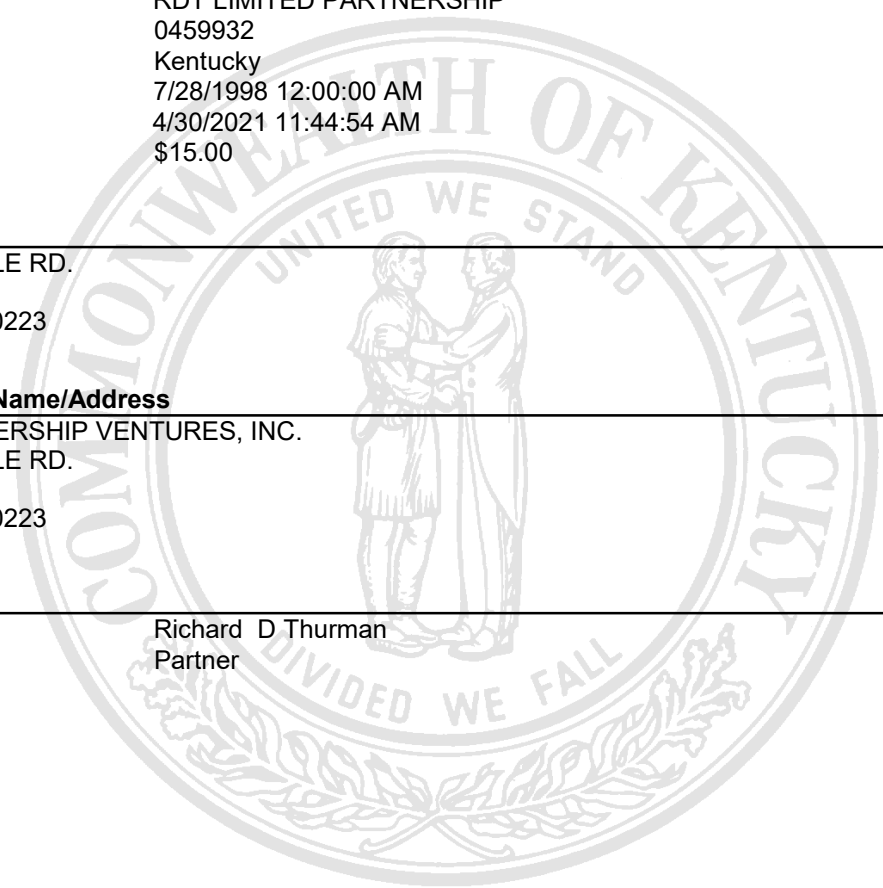 RDT LIMITED PARTNERSHIP
0459932
Kentucky
7/28/1998 12:00:00 AM
4/30/2021 11:44:54 AM
$15.00
LE RD.
0223
Name/Address
ERSHIP VENTURES, INC.
LE RD.
0223
Richard D Thurman
Partner
COMMONWEALTH OF KENTUCKY
UNITED WE STAND
DIVIDED WE FALL